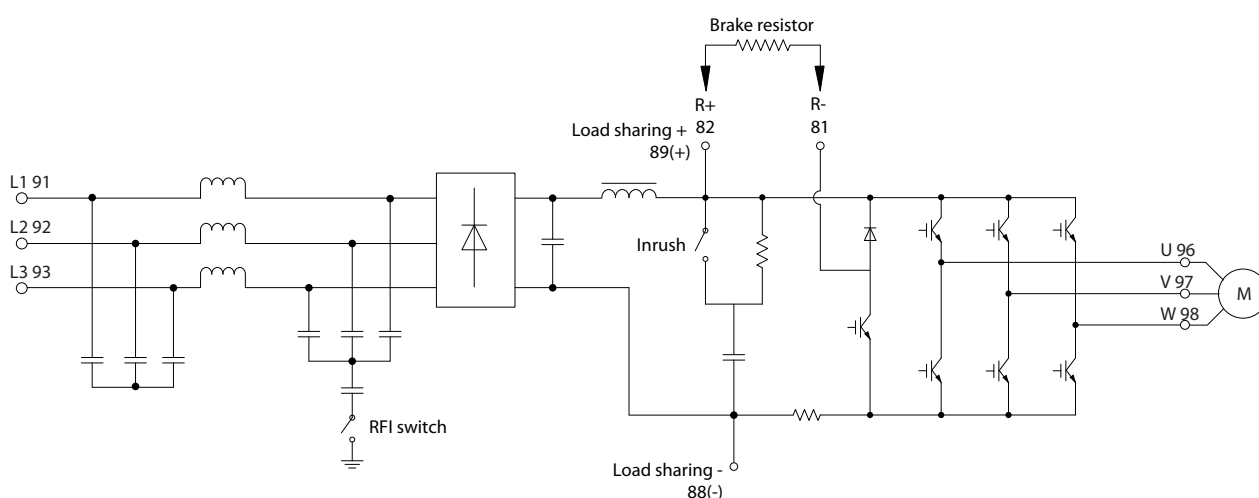 Brake resistor
R+
82
R-
81
Load sharing +
89(+)
L1 91
L2 92
L3 93
Inrush
U 96
V 97
W 98
M
RFI switch
Load sharing -
88(-)